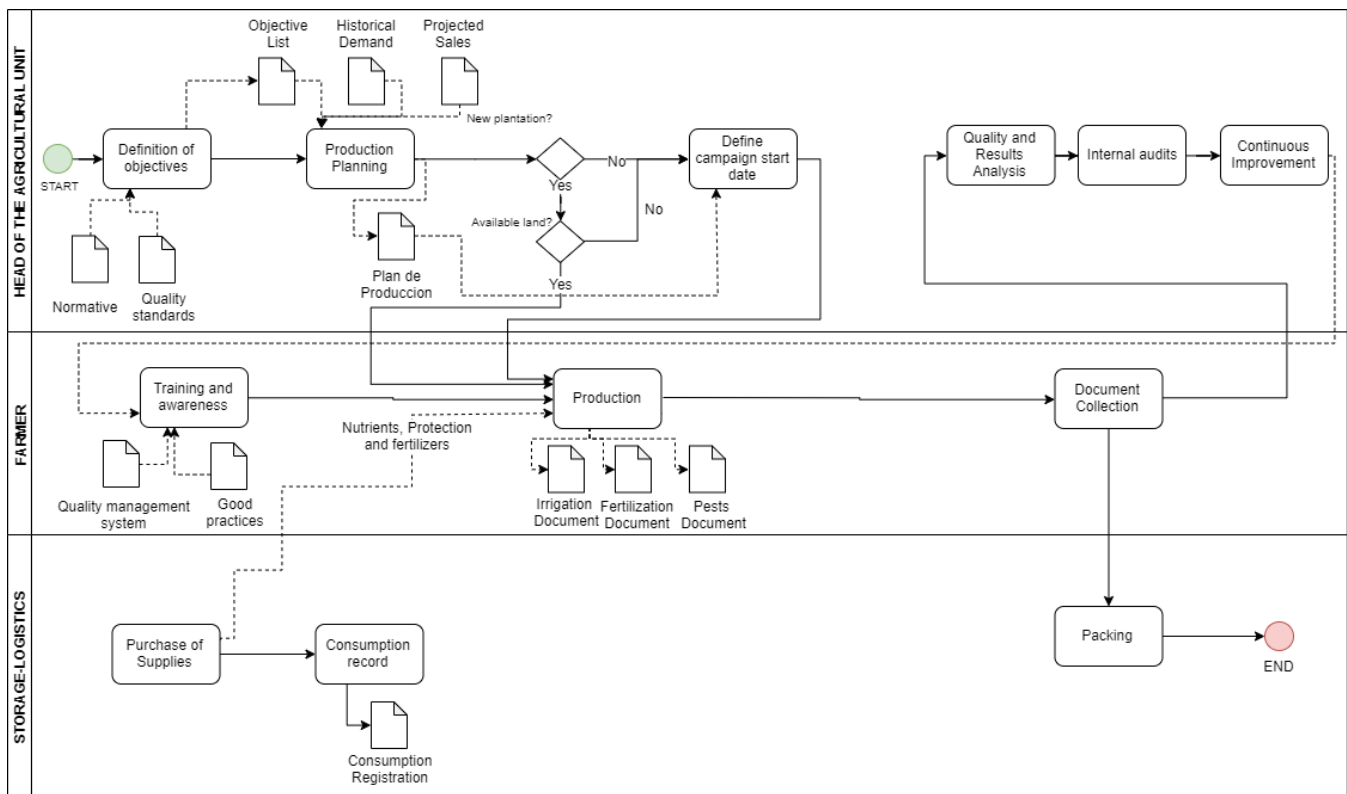 HEAD OF THE AGRICULTURAL UNIT
Objective
List
Historical
Demand
Projected
Sales
New plantation?
START
Definition of
objectives
Production
Planning
No
Yes
Define
campaign start
date
Quality and
Results
Analysis
Internal audits
Continuous
Improvement
Available land?
No
Yes
Normative
Quality
standards
Plan de
Produccion
FARMER
Training and
awareness
Production
Document
Collection
Nutrients, Protection
and fertilizers
Quality management
system
Good
practices
Irrigation
Document
Fertilization
Document
Pests
Document
STORAGE-LOGISTICS
Purchase of
Supplies
Consumption
record
Packing
END
Consumption
Registration